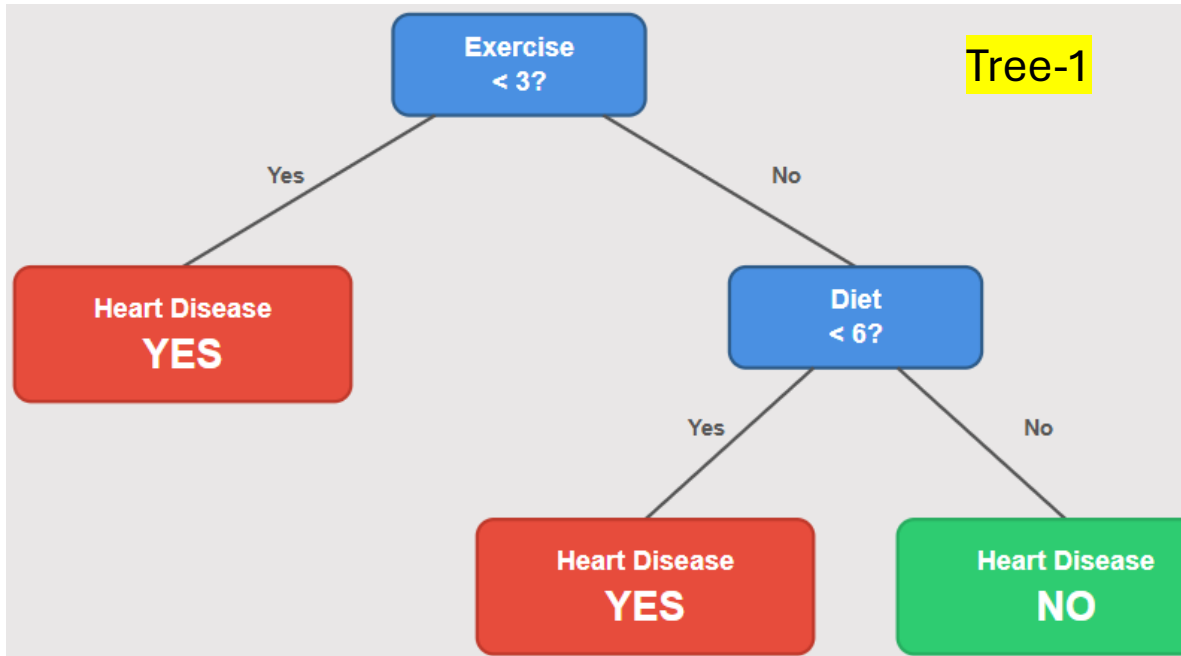 Exercise
< 3?
Tree-1
Yes
No
Heart Disease
YES
Diet
< 6?
Yes
No
Heart Disease
YES
Heart Disease
NO